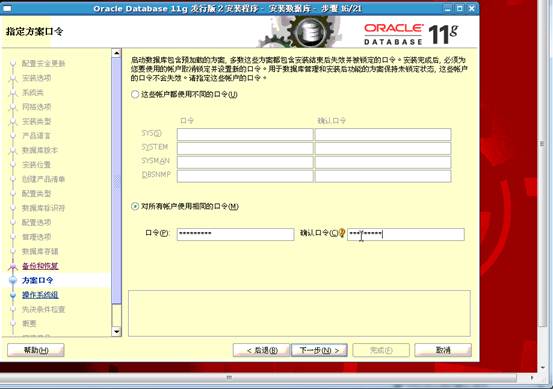 Oracle Database 11g 发行版 2 安装程序 - 安装数据库 - 步骤 16/21
指定方案口令
ORACLE 11g
DATABASE
配置安全更新
安装选项
系统类
网格选项
安装类型
产品语言
数据库版本
安装位置
创建产品清单
配置类型
数据库标识符
配置选项
管理选项
数据库存储
备份和恢复
方案口令
操作系统组
先决条件检查
概要
启动数据库包含预加载的方案, 多数这些方案都包含安装结束后失效并被锁定的口令。安装完成后, 必须为
您要使用的帐户取消锁定并设置新的口令。用于数据库管理和安装后功能的方案保持未锁定状态, 这些帐户
的口令不会失效。请指定这些帐户的口令。
这些帐户都使用不同的口令(U)
口令 确认口令
SYS(S)
SYSTEM
SYSMAN
DBSNMP
对所有帐户使用相同的口令(M)
口令(P): ********* 确认口令(C) *********
帮助(H) < 后退(B) 下一步(N) > 完成(F) 取消